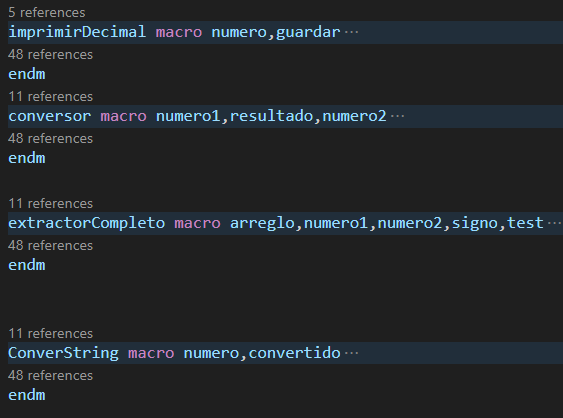 5 references
imprimirDecimal macro numero,guardar···
48 references
endm
11 references
conversor macro numero1,resultado,numero2···
48 references
endm
11 references
extractorCompleto macro arreglo,numero1,numero2,signo,test···
48 references
endm
11 references
ConverString macro numero,convertido···
48 references
endm